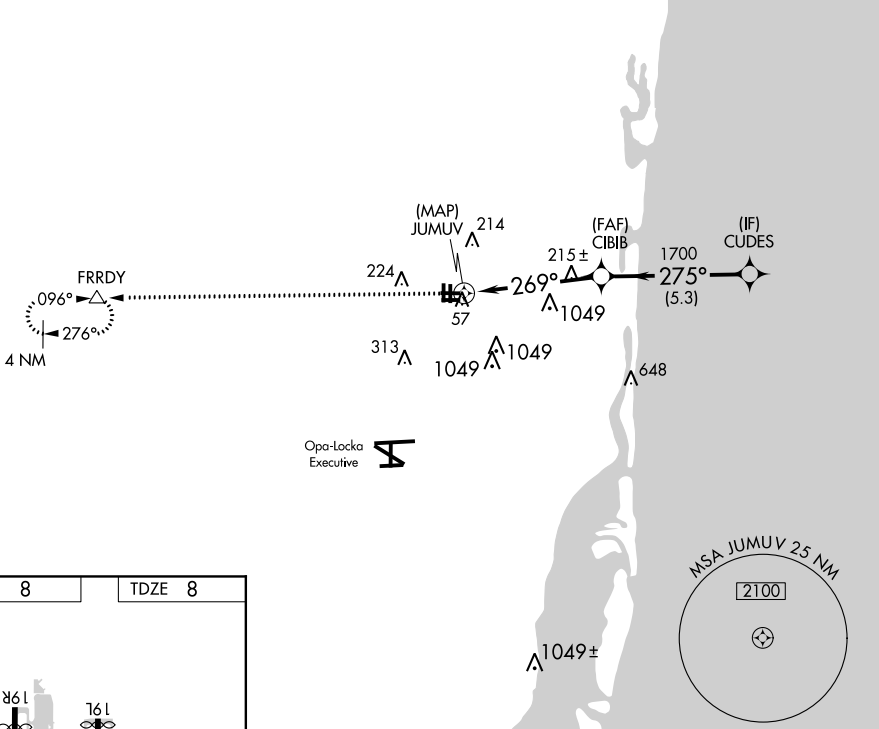 (MAP)
JUMUV
214
(FAF)
CIBIB
(IF)
CUDES
215±
1700
275°
(5.3)
269°
224
FRRDY
096°
276°
4 NM
57
1049
313
1049
1049
648
Opa-Locka
Executive
MSA JUMUV 25 NM
2100
8
TDZE 8
1049±
19R
19L